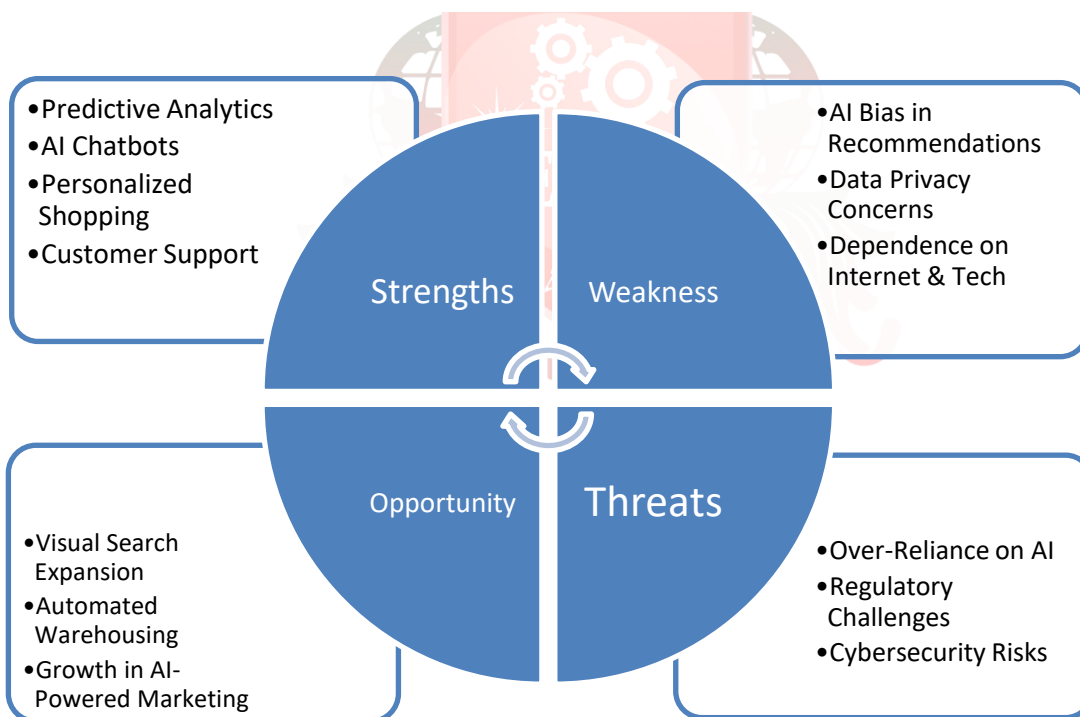 •Predictive Analytics
•AI Chatbots
•Personalized
Shopping
•Customer Support
•AI Bias in
Recommendations
•Data Privacy
Concerns
•Dependence on
Internet & Tech
Strengths
Weakness
Opportunity
Threats
•Visual Search
Expansion
•Automated
Warehousing
•Growth in AI-
Powered Marketing
•Over-Reliance on AI
•Regulatory
Challenges
•Cybersecurity Risks